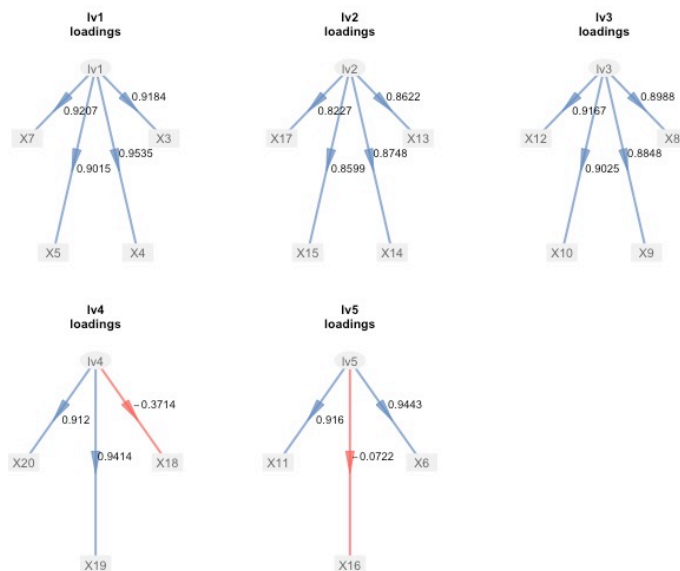 lv1
loadings
lv2
loadings
lv3
loadings
lv1
lv2
lv3
0.9184
0.8622
0.8988
0.9207
0.8227
0.9167
X7
X3
X17
X13
X12
X8
0.9535
0.8748
0.8848
0.9015
0.8599
0.9025
X5
X4
X15
X14
X10
X9
lv4
loadings
lv5
loadings
lv4
lv5
−0.3714
0.9443
0.912
0.916
0.9414
−0.0722
X20
X18
X11
X6
X19
X16